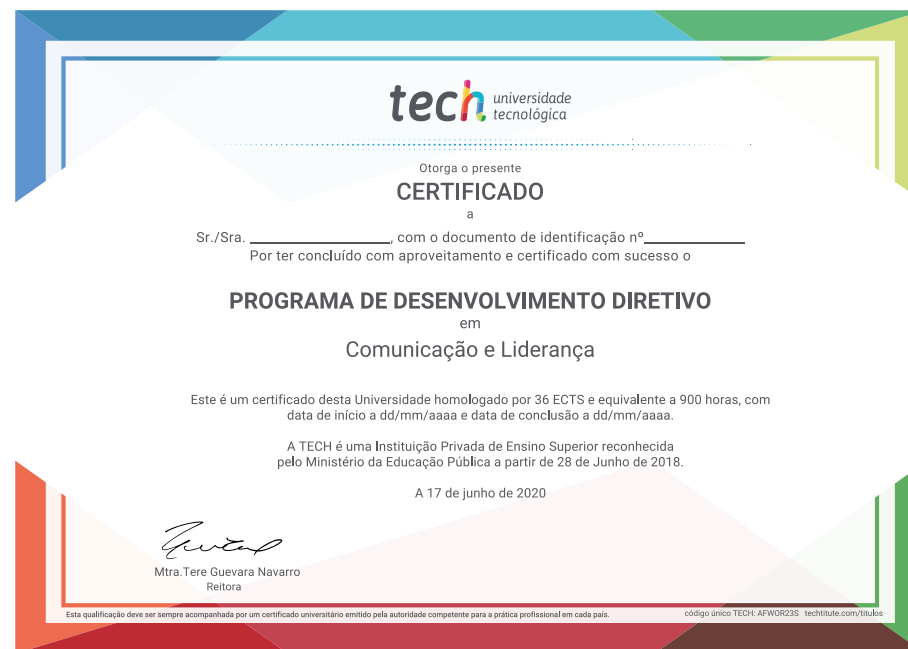 tech universidade
tecnológica
Otorga o presente
CERTIFICADO
a
Sr./Sra. ____________________, com o documento de identificação nº______________
Por ter concluído com aproveitamento e certificado com sucesso o
PROGRAMA DE DESENVOLVIMENTO DIRETIVO
em
Comunicação e Liderança
Este é um certificado desta Universidade homologado por 36 ECTS e equivalente a 900 horas, com
data de início a dd/mm/aaaa e data de conclusão a dd/mm/aaaa.
A TECH é uma Instituição Privada de Ensino Superior reconhecida
pelo Ministério da Educação Pública a partir de 28 de Junho de 2018.
A 17 de junho de 2020
Mtra.Tere Guevara Navarro
Reitora
Esta qualificação deve ser sempre acompanhada por um certificado universitário emitido pela autoridade competente para a prática profissional em cada país.
código único TECH: AFWOR23S techtitute.com/titulos